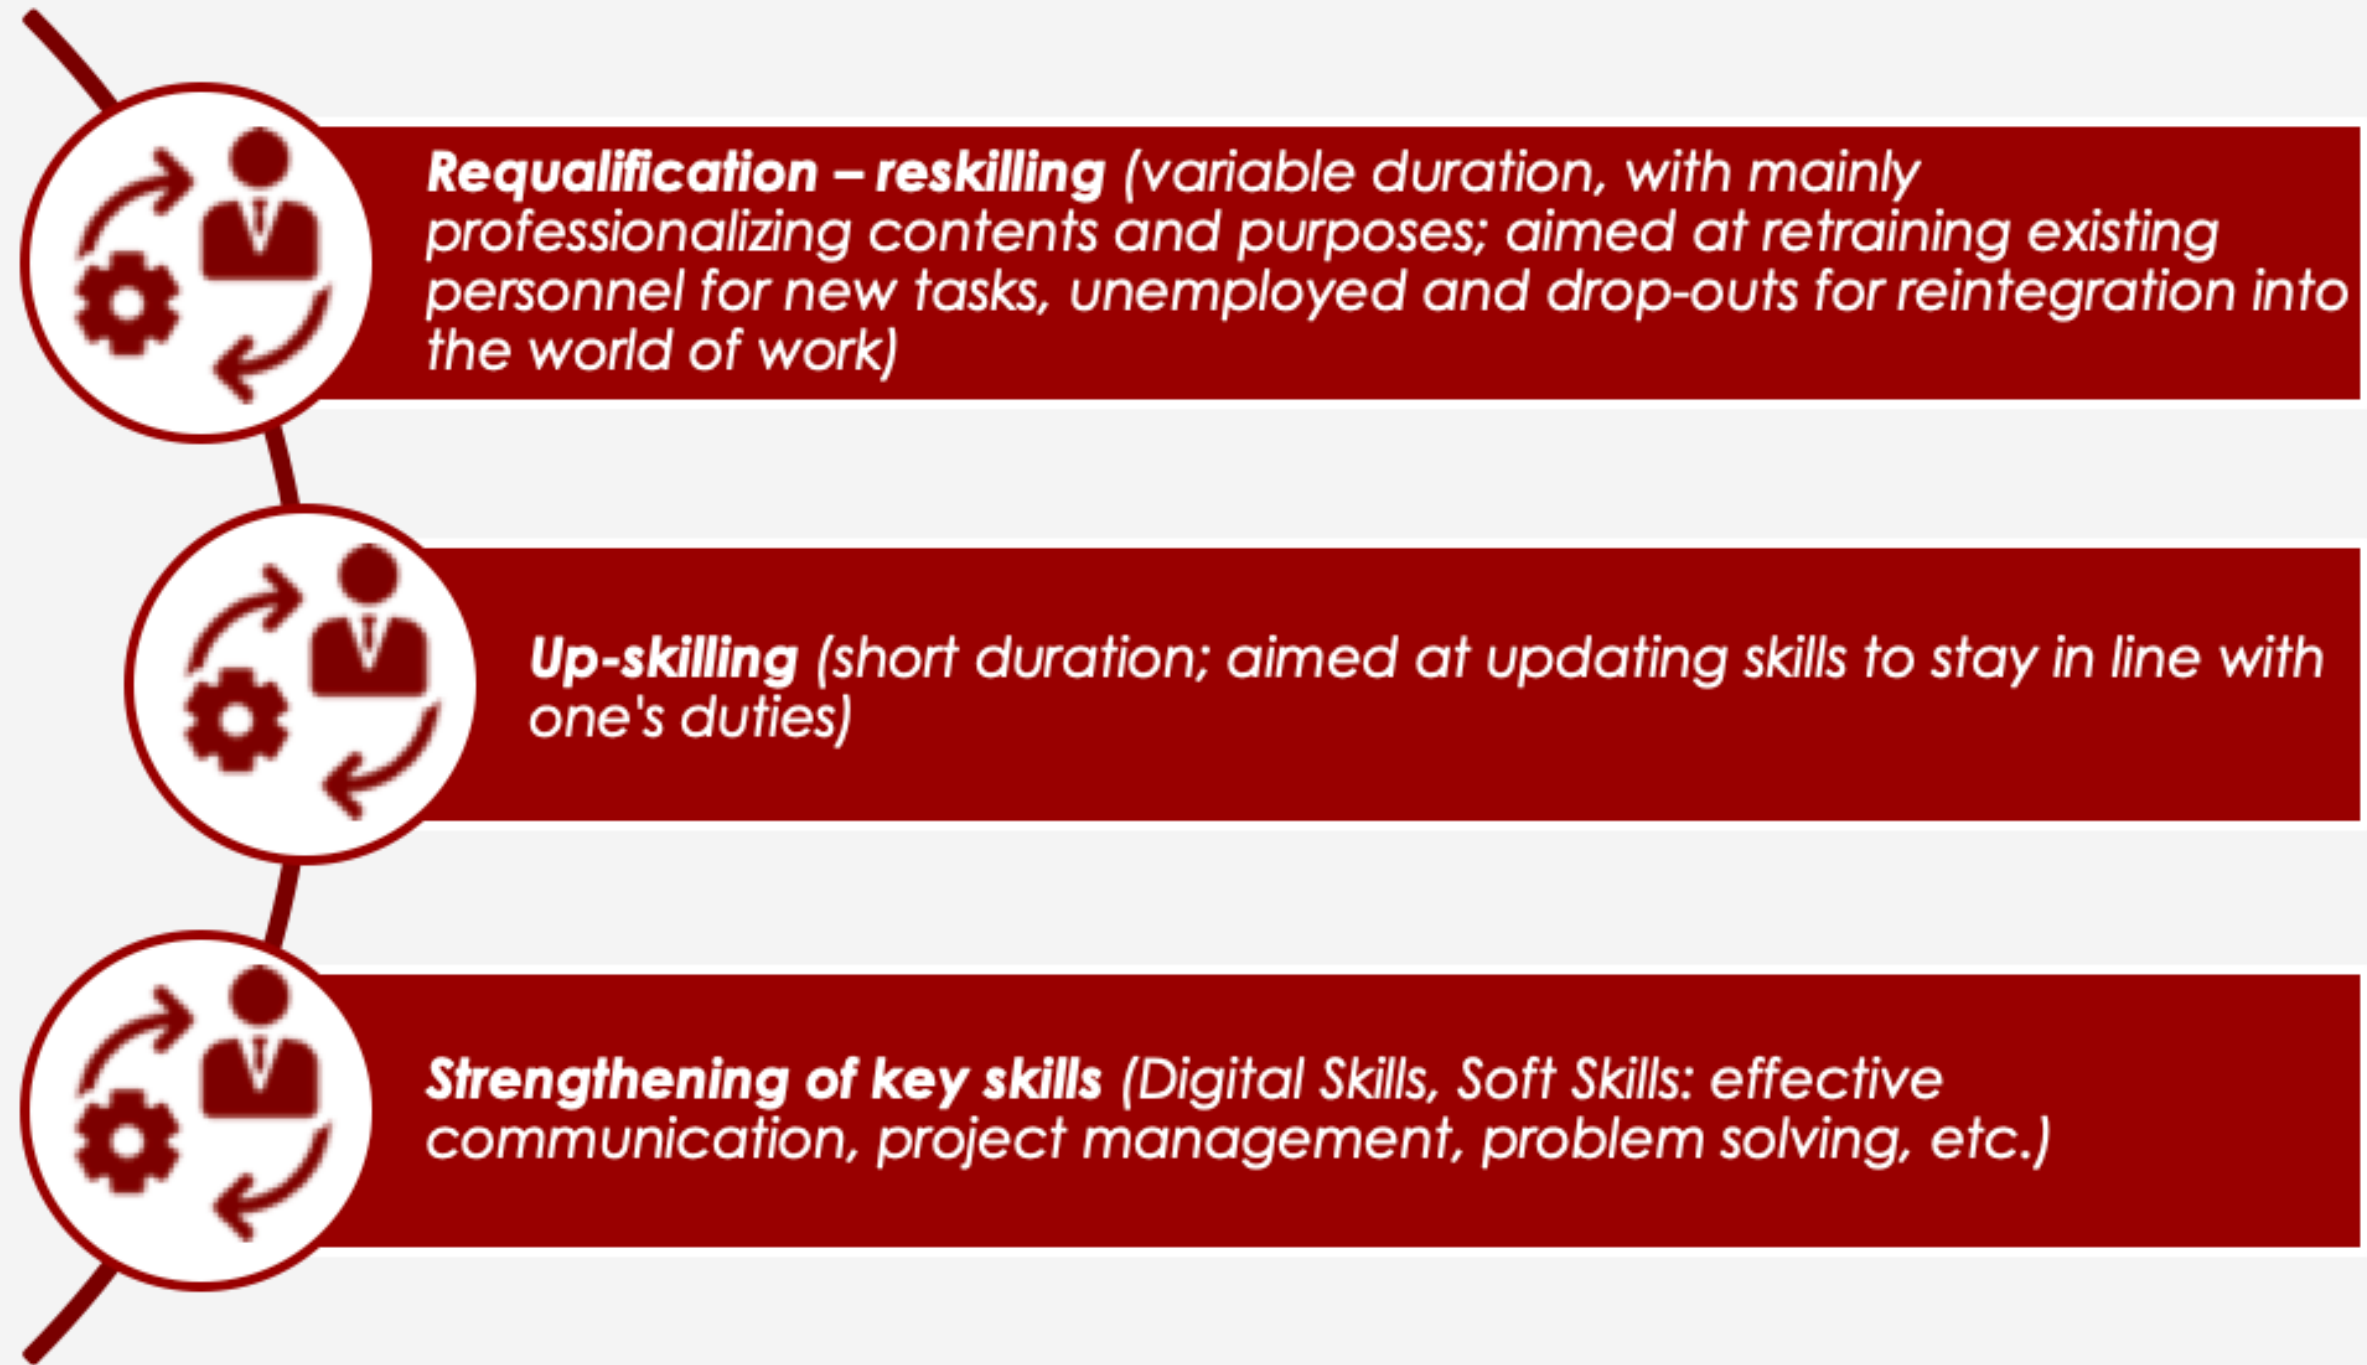 Requalification – reskilling (variable duration, with mainly
professionalizing contents and purposes; aimed at retraining existing
personnel for new tasks, unemployed and drop-outs for reintegration into
the world of work)
Up-skilling (short duration; aimed at updating skills to stay in line with
one's duties)
Strengthening of key skills (Digital Skills, Soft Skills: effective
communication, project management, problem solving, etc.)